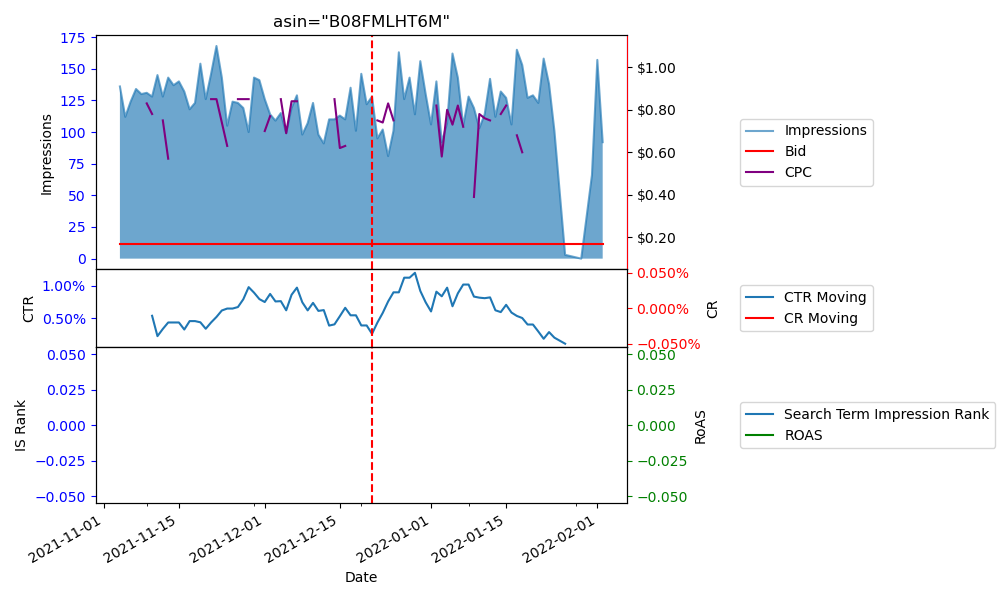 asin="B08FMLHT6M"
175
150
125
100
75
50
25
0
Impressions
$1.00
$0.80
$0.60
$0.40
$0.20
Impressions
Bid
CPC
1.00%
0.50%
CTR
0.050%
0.000%
−0.050%
CR
CTR Moving
CR Moving
0.050
0.025
0.000
−0.025
−0.050
IS Rank
0.050
0.025
0.000
−0.025
−0.050
RoAS
Search Term Impression Rank
ROAS
2021-11-01
2021-11-15
2021-12-01
2021-12-15
2022-01-01
2022-01-15
2022-02-01
Date